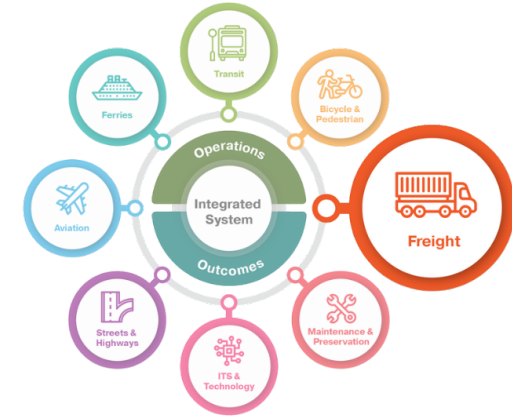 Transit
Ferries
Bicycle &
Pedestrian
Operations
Integrated
System
Outcomes
Aviation
Freight
Streets &
Highways
Maintenance &
Preservation
ITS &
Technology